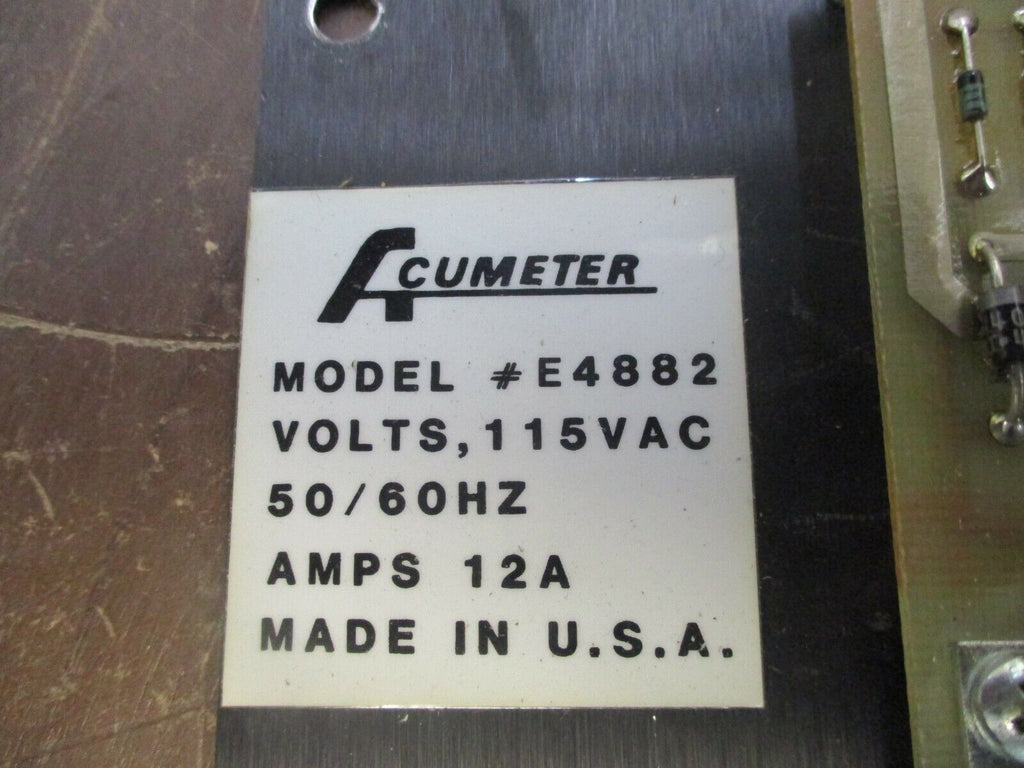 ACUMETER
MODEL #E4882
VOLTS, 115VAC
50/60HZ
AMPS 12A
MADE IN U.S.A.